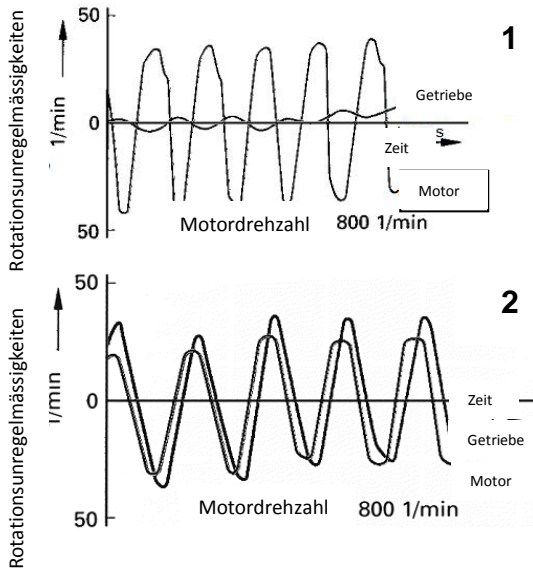 50
1
Rotationsunregelmässigkeiten
1/min
0
Getriebe
s
Zeit
Motor
50
Motordrehzahl 800 1/min
50
2
Rotationsunregelmässigkeiten
1/min
0
Zeit
Getriebe
Motor
50
Motordrehzahl 800 1/min